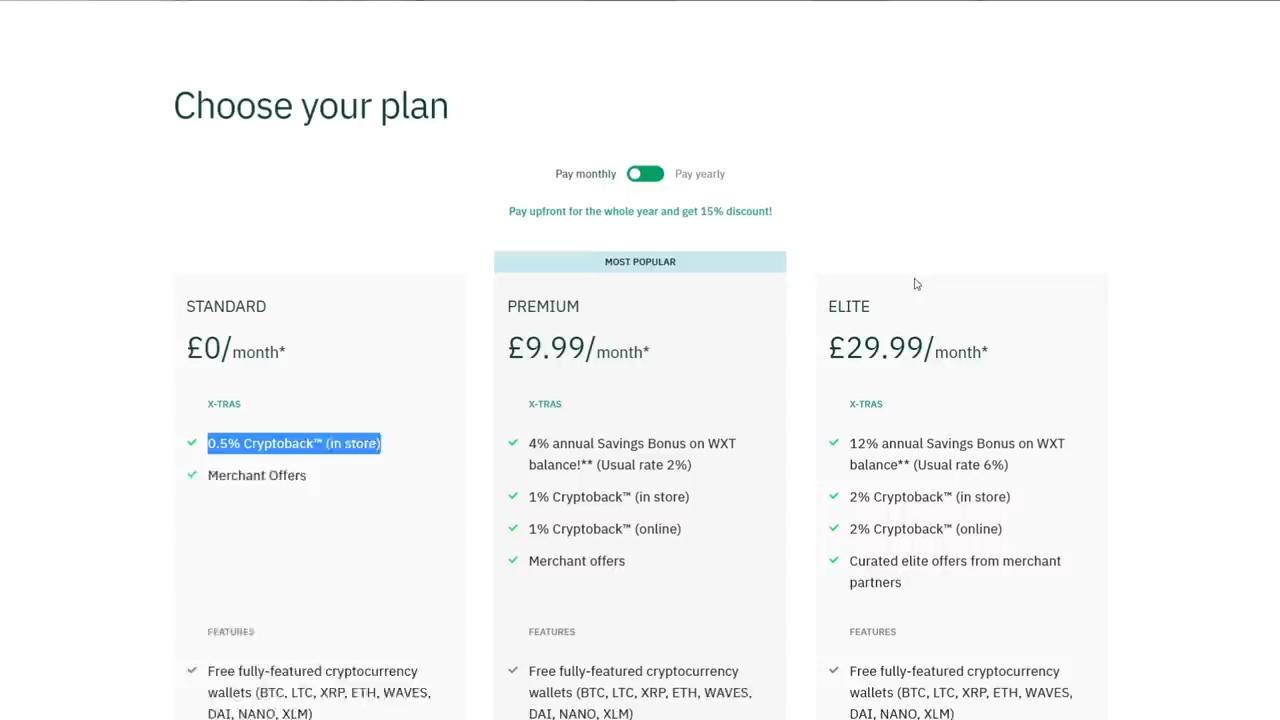 Choose your plan
Pay monthly
Pay yearly
Pay upfront for the whole year and get 15% discount!
STANDARD
£0/month*
X-TRAS
0.5% Cryptoback™ (in store)
Merchant Offers
FEATURES
Free fully-featured cryptocurrency
wallets (BTC, LTC, XRP, ETH, WAVES,
DAI, NANO, XLM)
MOST POPULAR
PREMIUM
£9.99/month*
X-TRAS
4% annual Savings Bonus on WXT
balance!** (Usual rate 2%)
1% Cryptoback™ (in store)
1% Cryptoback™ (online)
Merchant offers
FEATURES
Free fully-featured cryptocurrency
wallets (BTC, LTC, XRP, ETH, WAVES,
DAI, NANO, XLM)
ELITE
£29.99/month*
X-TRAS
12% annual Savings Bonus on WXT
balance** (Usual rate 6%)
2% Cryptoback™ (in store)
2% Cryptoback™ (online)
Curated elite offers from merchant
partners
FEATURES
Free fully-featured cryptocurrency
wallets (BTC, LTC, XRP, ETH, WAVES,
DAI, NANO, XLM)